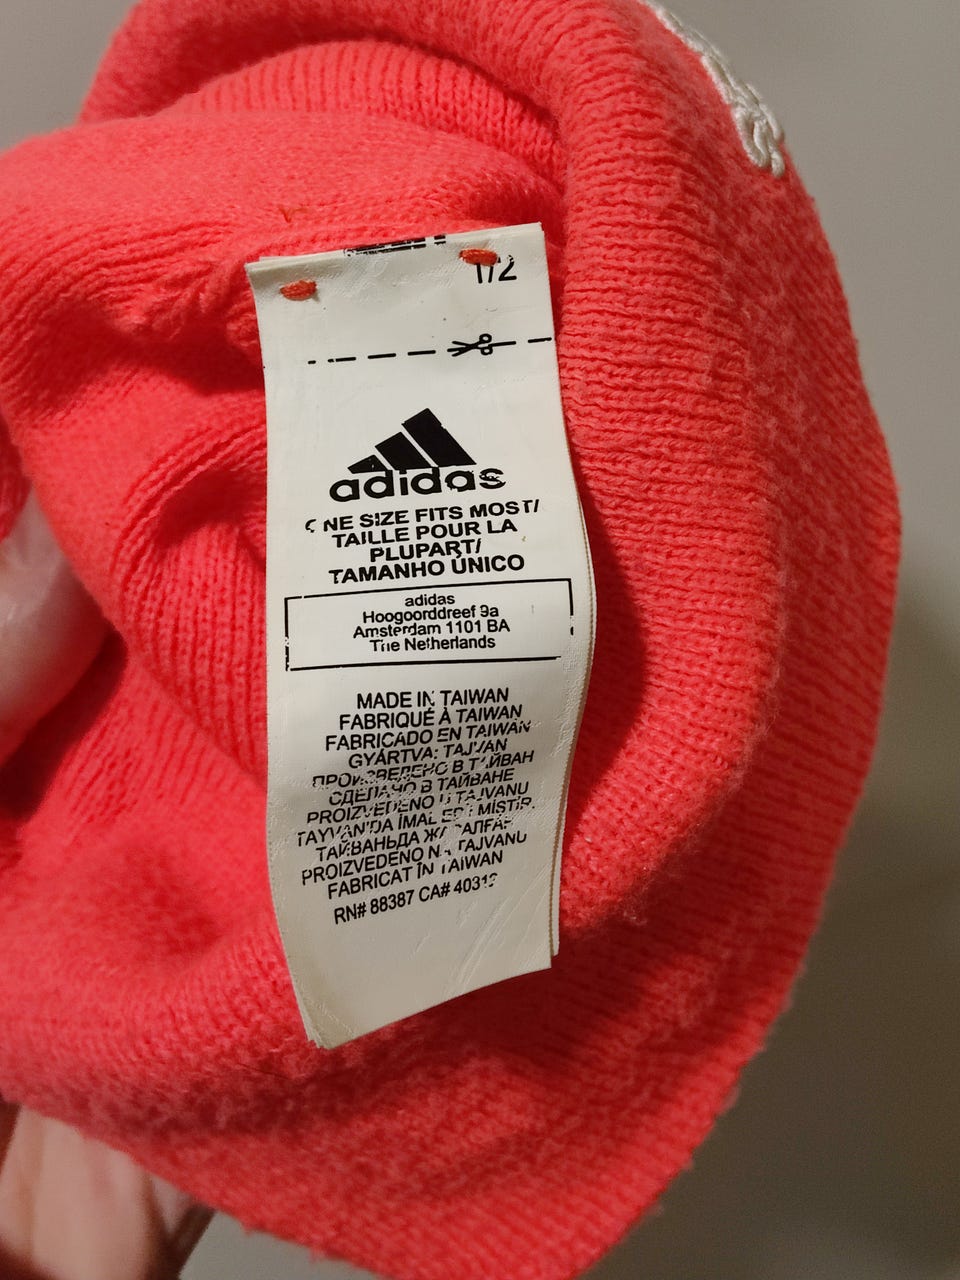 1/2
adidas
ONE SIZE FITS MOST/
TAILLE POUR LA
PLUPART/
TAMANHO ÚNICO
adidas
Hoogoorddreef 9a
Amsterdam 1101 BA
The Netherlands
MADE IN TAIWAN
FABRIQUÉ À TAIWAN
FABRICADO EN TAIWAN
GYÁRTVA: TAJVAN
ПРОИЗВЕДЕНО В ТАЙВАН
СДЕЛАНО В ТАЙВАНЕ
PROIZVEDENO U TAJVANU
TAYVAN'DA İMAL EDİLMİŞTİR.
ТАЙВАНЬДА ЖАСАЛҒАН
PROIZVEDENO NA TAJVANU
FABRICAT ÎN TAIWAN
RN# 88387 CA# 40313